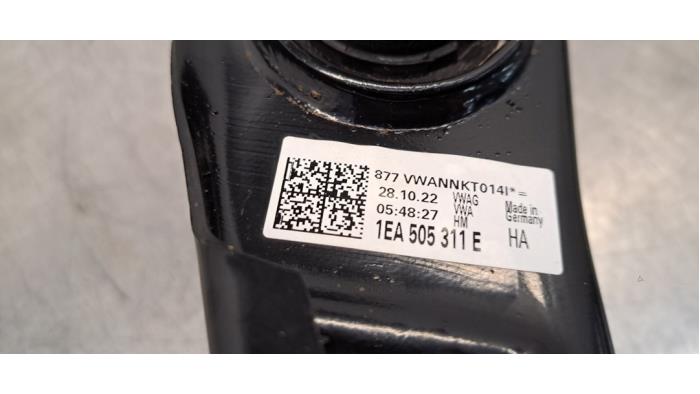 877 VWANNKT014I*=
28.10.22 VWAG Made in
05:48:27 VWA Germany
HM
1EA 505 311 E HA